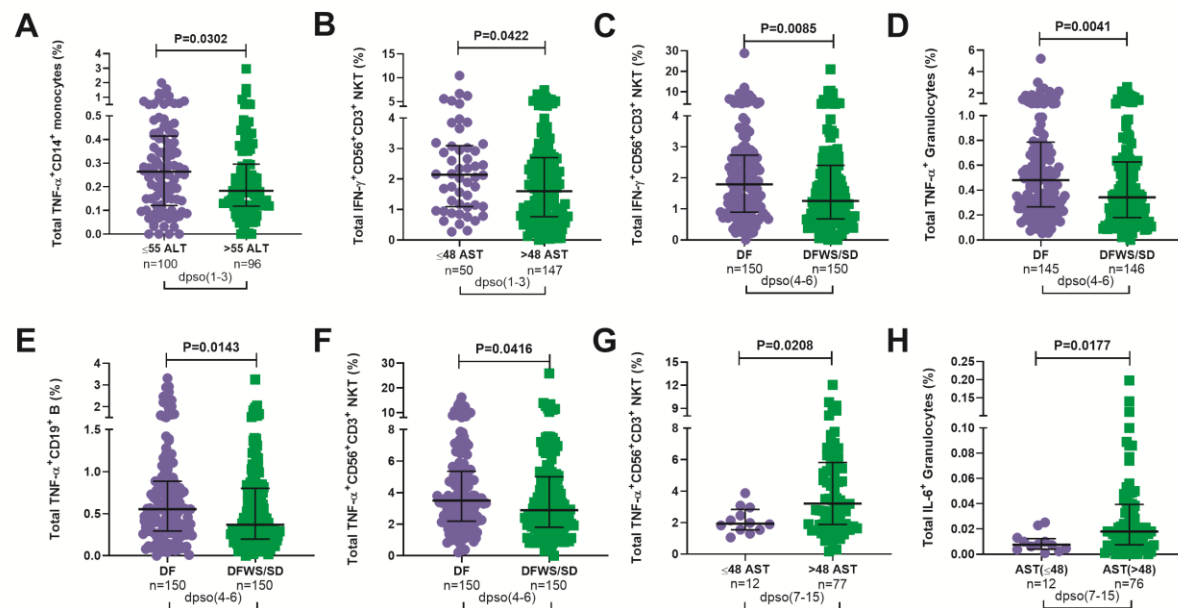 A
P=0.0302
Total TNF-α⁺CD14⁺ monocytes (%)
4
3
2
1
0.5
0.4
0.3
0.2
0.1
0.0
≤55 ALT >55 ALT
n=100 n=96
dpso(1-3)
B
P=0.0422
Total IFN-γ⁺CD56⁺CD3⁺ NKT (%)
15
10
5
4
3
2
1
0
≤48 AST >48 AST
n=50 n=147
dpso(1-3)
C
P=0.0085
Total IFN-γ⁺CD56⁺CD3⁺ NKT (%)
30
20
10
4
3
2
1
0
DF DFWS/SD
n=150 n=150
dpso(4-6)
D
P=0.0041
Total TNF-α⁺ Granulocytes (%)
6
4
2
1.0
0.8
0.6
0.4
0.2
0.0
DF DFWS/SD
n=145 n=146
dpso(4-6)
E
P=0.0143
Total TNF-α⁺CD19⁺ B (%)
4
3
2
1.5
1.0
0.5
0.0
DF DFWS/SD
n=150 n=150
dpso(4-6)
F
P=0.0416
Total TNF-α⁺CD56⁺CD3⁺ NKT (%)
30
20
10
8
6
4
2
0
DF DFWS/SD
n=150 n=150
dpso(4-6)
G
P=0.0208
Total TNF-α⁺CD56⁺CD3⁺ NKT (%)
15
12
9
6
4
2
0
≤48 AST >48 AST
n=12 n=77
dpso(7-15)
H
P=0.0177
Total IL-6⁺ Granulocytes (%)
0.25
0.20
0.15
0.10
0.08
0.06
0.04
0.02
0.00
AST(≤48) AST(>48)
n=12 n=76
dpso(7-15)